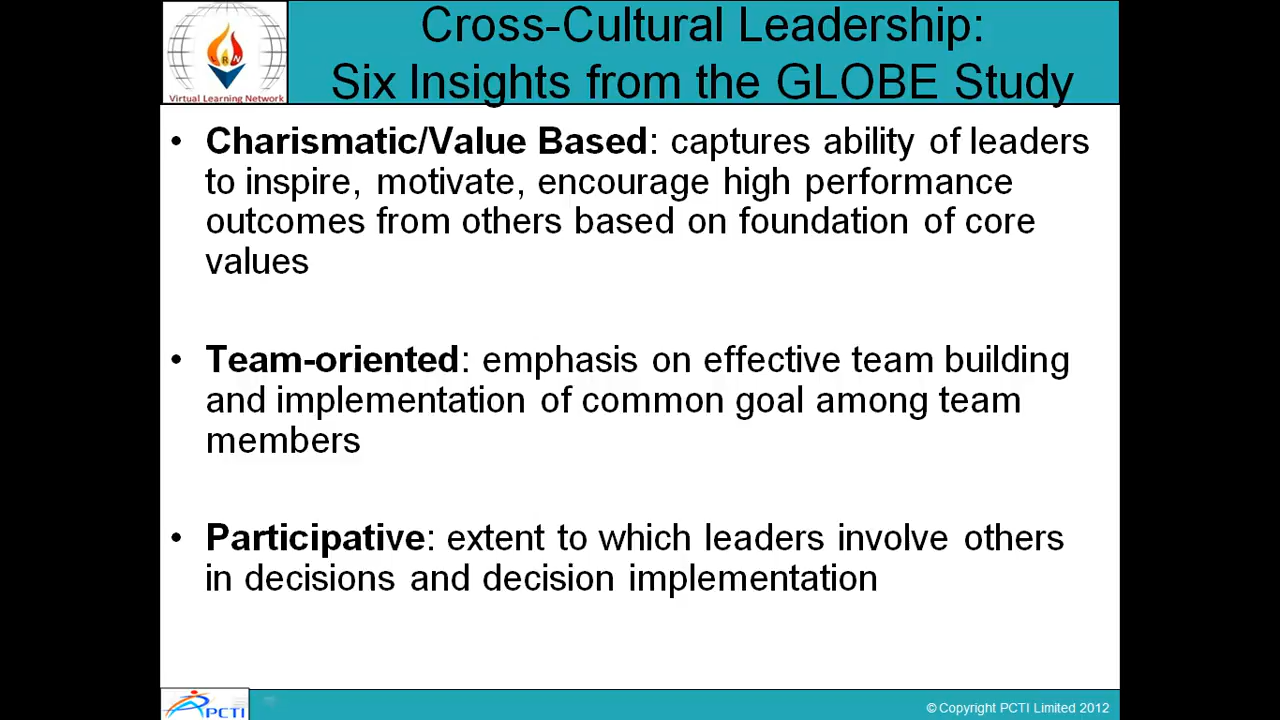 Cross-Cultural Leadership:
Six Insights from the GLOBE Study
LRN
Virtual Learning Network
• Charismatic/Value Based: captures ability of leaders
to inspire, motivate, encourage high performance
outcomes from others based on foundation of core
values
• Team-oriented: emphasis on effective team building
and implementation of common goal among team
members
• Participative: extent to which leaders involve others
in decisions and decision implementation
PCTI
© Copyright PCTI Limited 2012